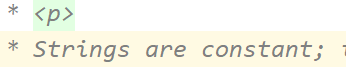 * <p>
* Strings are constant;